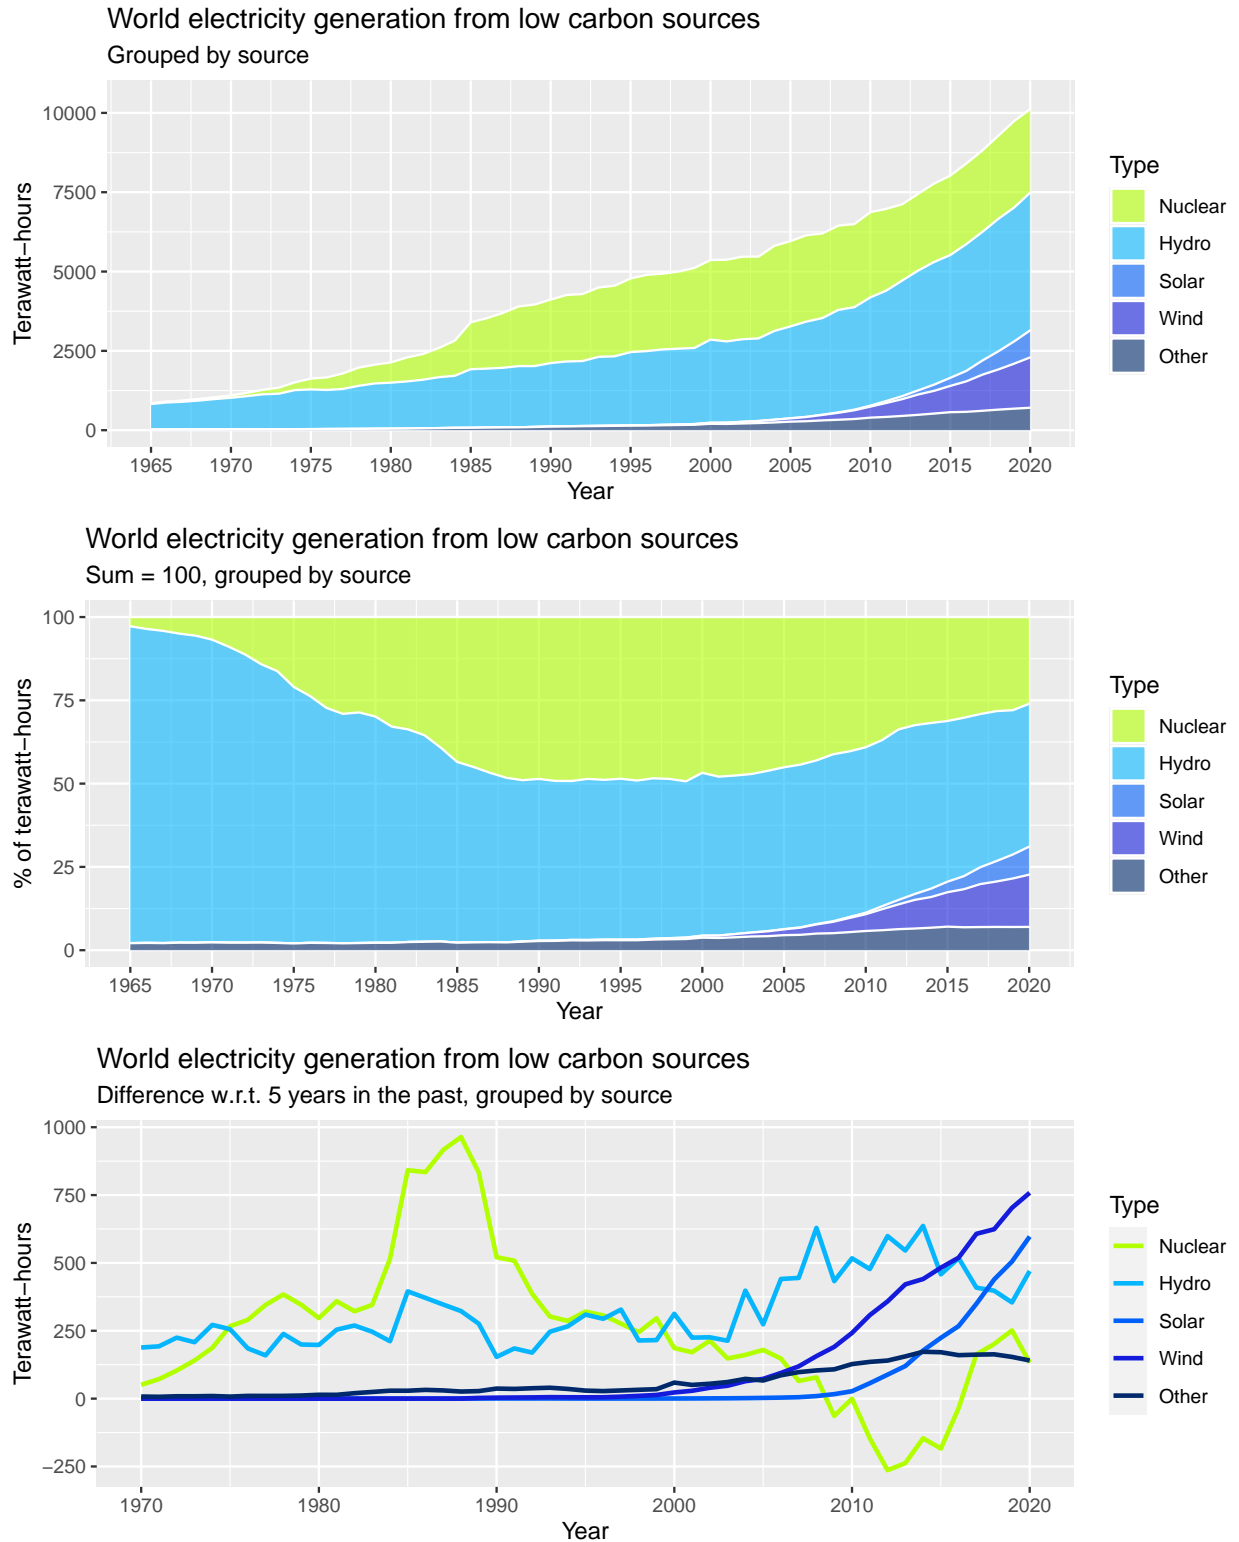 World electricity generation from low carbon sources
Grouped by source
10000
7500
5000
2500
0
Terawatt−hours
1965 1970 1975 1980 1985 1990 1995 2000 2005 2010 2015 2020
Year
Type
Nuclear
Hydro
Solar
Wind
Other
World electricity generation from low carbon sources
Sum = 100, grouped by source
100
75
50
25
0
% of terawatt−hours
1965 1970 1975 1980 1985 1990 1995 2000 2005 2010 2015 2020
Year
Type
Nuclear
Hydro
Solar
Wind
Other
World electricity generation from low carbon sources
Difference w.r.t. 5 years in the past, grouped by source
1000
750
500
250
0
−250
Terawatt−hours
1970 1980 1990 2000 2010 2020
Year
Type
Nuclear
Hydro
Solar
Wind
Other